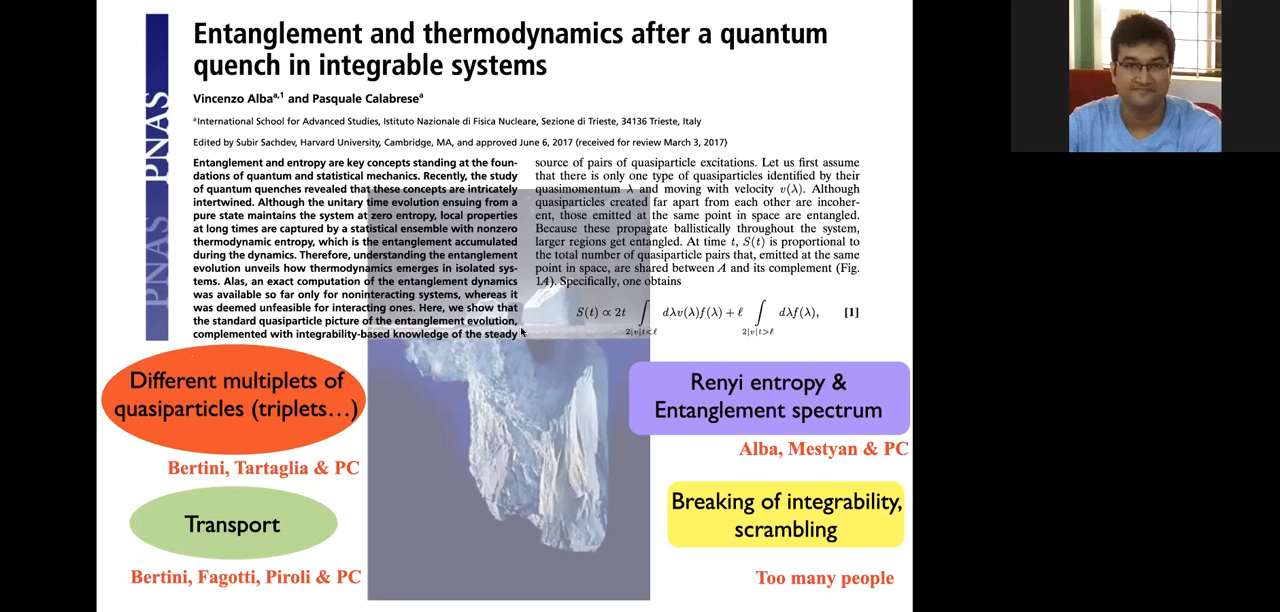 Entanglement and thermodynamics after a quantum
quench in integrable systems
Vincenzo Albaa,1 and Pasquale Calabresea
aInternational School for Advanced Studies, Istituto Nazionale di Fisica Nucleare, Sezione di Trieste, 34136 Trieste, Italy
Edited by Subir Sachdev, Harvard University, Cambridge, MA, and approved June 6, 2017 (received for review March 3, 2017)
PNAS
PNAS
PNAS
Entanglement and entropy are key concepts standing at the foun-
dations of quantum and statistical mechanics. Recently, the study
of quantum quenches revealed that these concepts are intricately
intertwined. Although the unitary time evolution ensuing from a
pure state maintains the system at zero entropy, local properties
at long times are captured by a statistical ensemble with nonzero
thermodynamic entropy, which is the entanglement accumulated
during the dynamics. Therefore, understanding the entanglement
evolution unveils how thermodynamics emerges in isolated sys-
tems. Alas, an exact computation of the entanglement dynamics
was available so far only for noninteracting systems, whereas it
was deemed unfeasible for interacting ones. Here, we show that
the standard quasiparticle picture of the entanglement evolution,
complemented with integrability-based knowledge of the steady
source of pairs of quasiparticle excitations. Let us first assume
that there is only one type of quasiparticles identified by their
quasimomentum λ and moving with velocity v(λ). Although
quasiparticles created far apart from each other are incoher-
ent, those emitted at the same point in space are entangled.
Because these propagate ballistically throughout the system,
larger regions get entangled. At time t, S(t) is proportional to
the total number of quasiparticle pairs that, emitted at the same
point in space, are shared between A and its complement (Fig.
1A). Specifically, one obtains
S(t) ∝ 2t ∫ dλv(λ)f(λ) + ℓ ∫ dλf(λ), [1]
2|v|t<ℓ 2|v|t>ℓ
Different multiplets of
quasiparticles (triplets...)
Bertini, Tartaglia & PC
Transport
Bertini, Fagotti, Piroli & PC
Renyi entropy &
Entanglement spectrum
Alba, Mestyan & PC
Breaking of integrability,
scrambling
Too many people